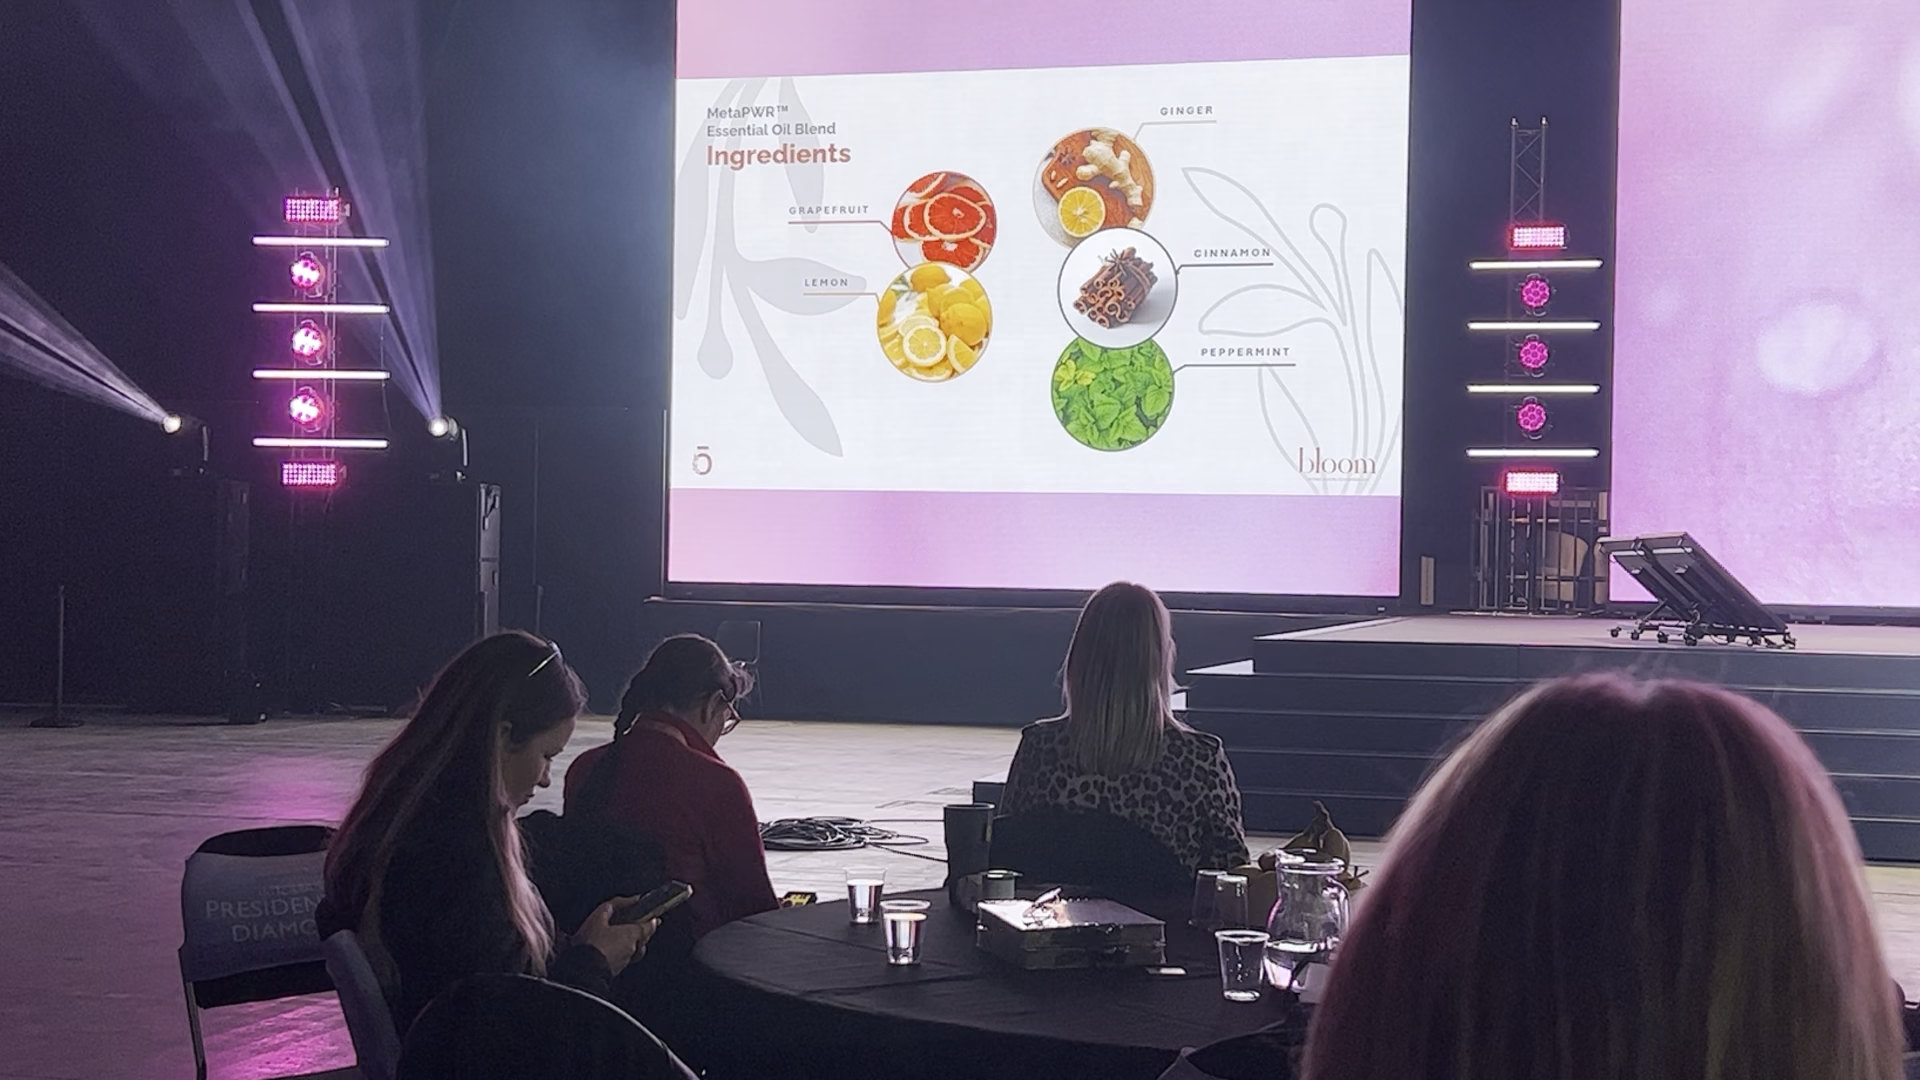 MetaPWR™
Essential Oil Blend
Ingredients
GINGER
GRAPEFRUIT
CINNAMON
LEMON
PEPPERMINT
bloom
PRESIDEN
DIAMO